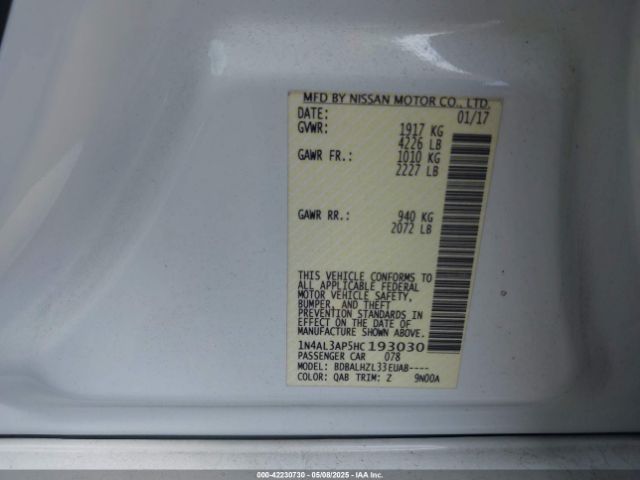 MFD BY NISSAN MOTOR CO., LTD.
DATE: 01/17
GVWR: 1917 KG
4226 LB
GAWR FR.: 1010 KG
2227 LB
GAWR RR.: 940 KG
2072 LB
THIS VEHICLE CONFORMS TO
ALL APPLICABLE FEDERAL
MOTOR VEHICLE SAFETY,
BUMPER, AND THEFT
PREVENTION STANDARDS
IN EFFECT ON THE DATE OF
MANUFACTURE SHOWN ABOVE.
1N4AL3AP5HC193030
PASSENGER CAR 078
MODEL: BDBALHZL33EUAB----
COLOR: QAB TRIM: Z 9N00A
000-42230730 - 05/08/2025 - IAA Inc.